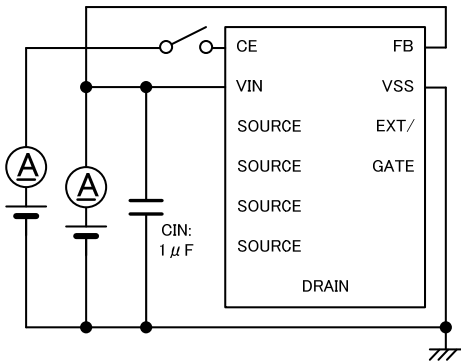 CE
FB
VIN
VSS
SOURCE
EXT/
A
A
SOURCE
GATE
SOURCE
CIN:
1μF
SOURCE
DRAIN